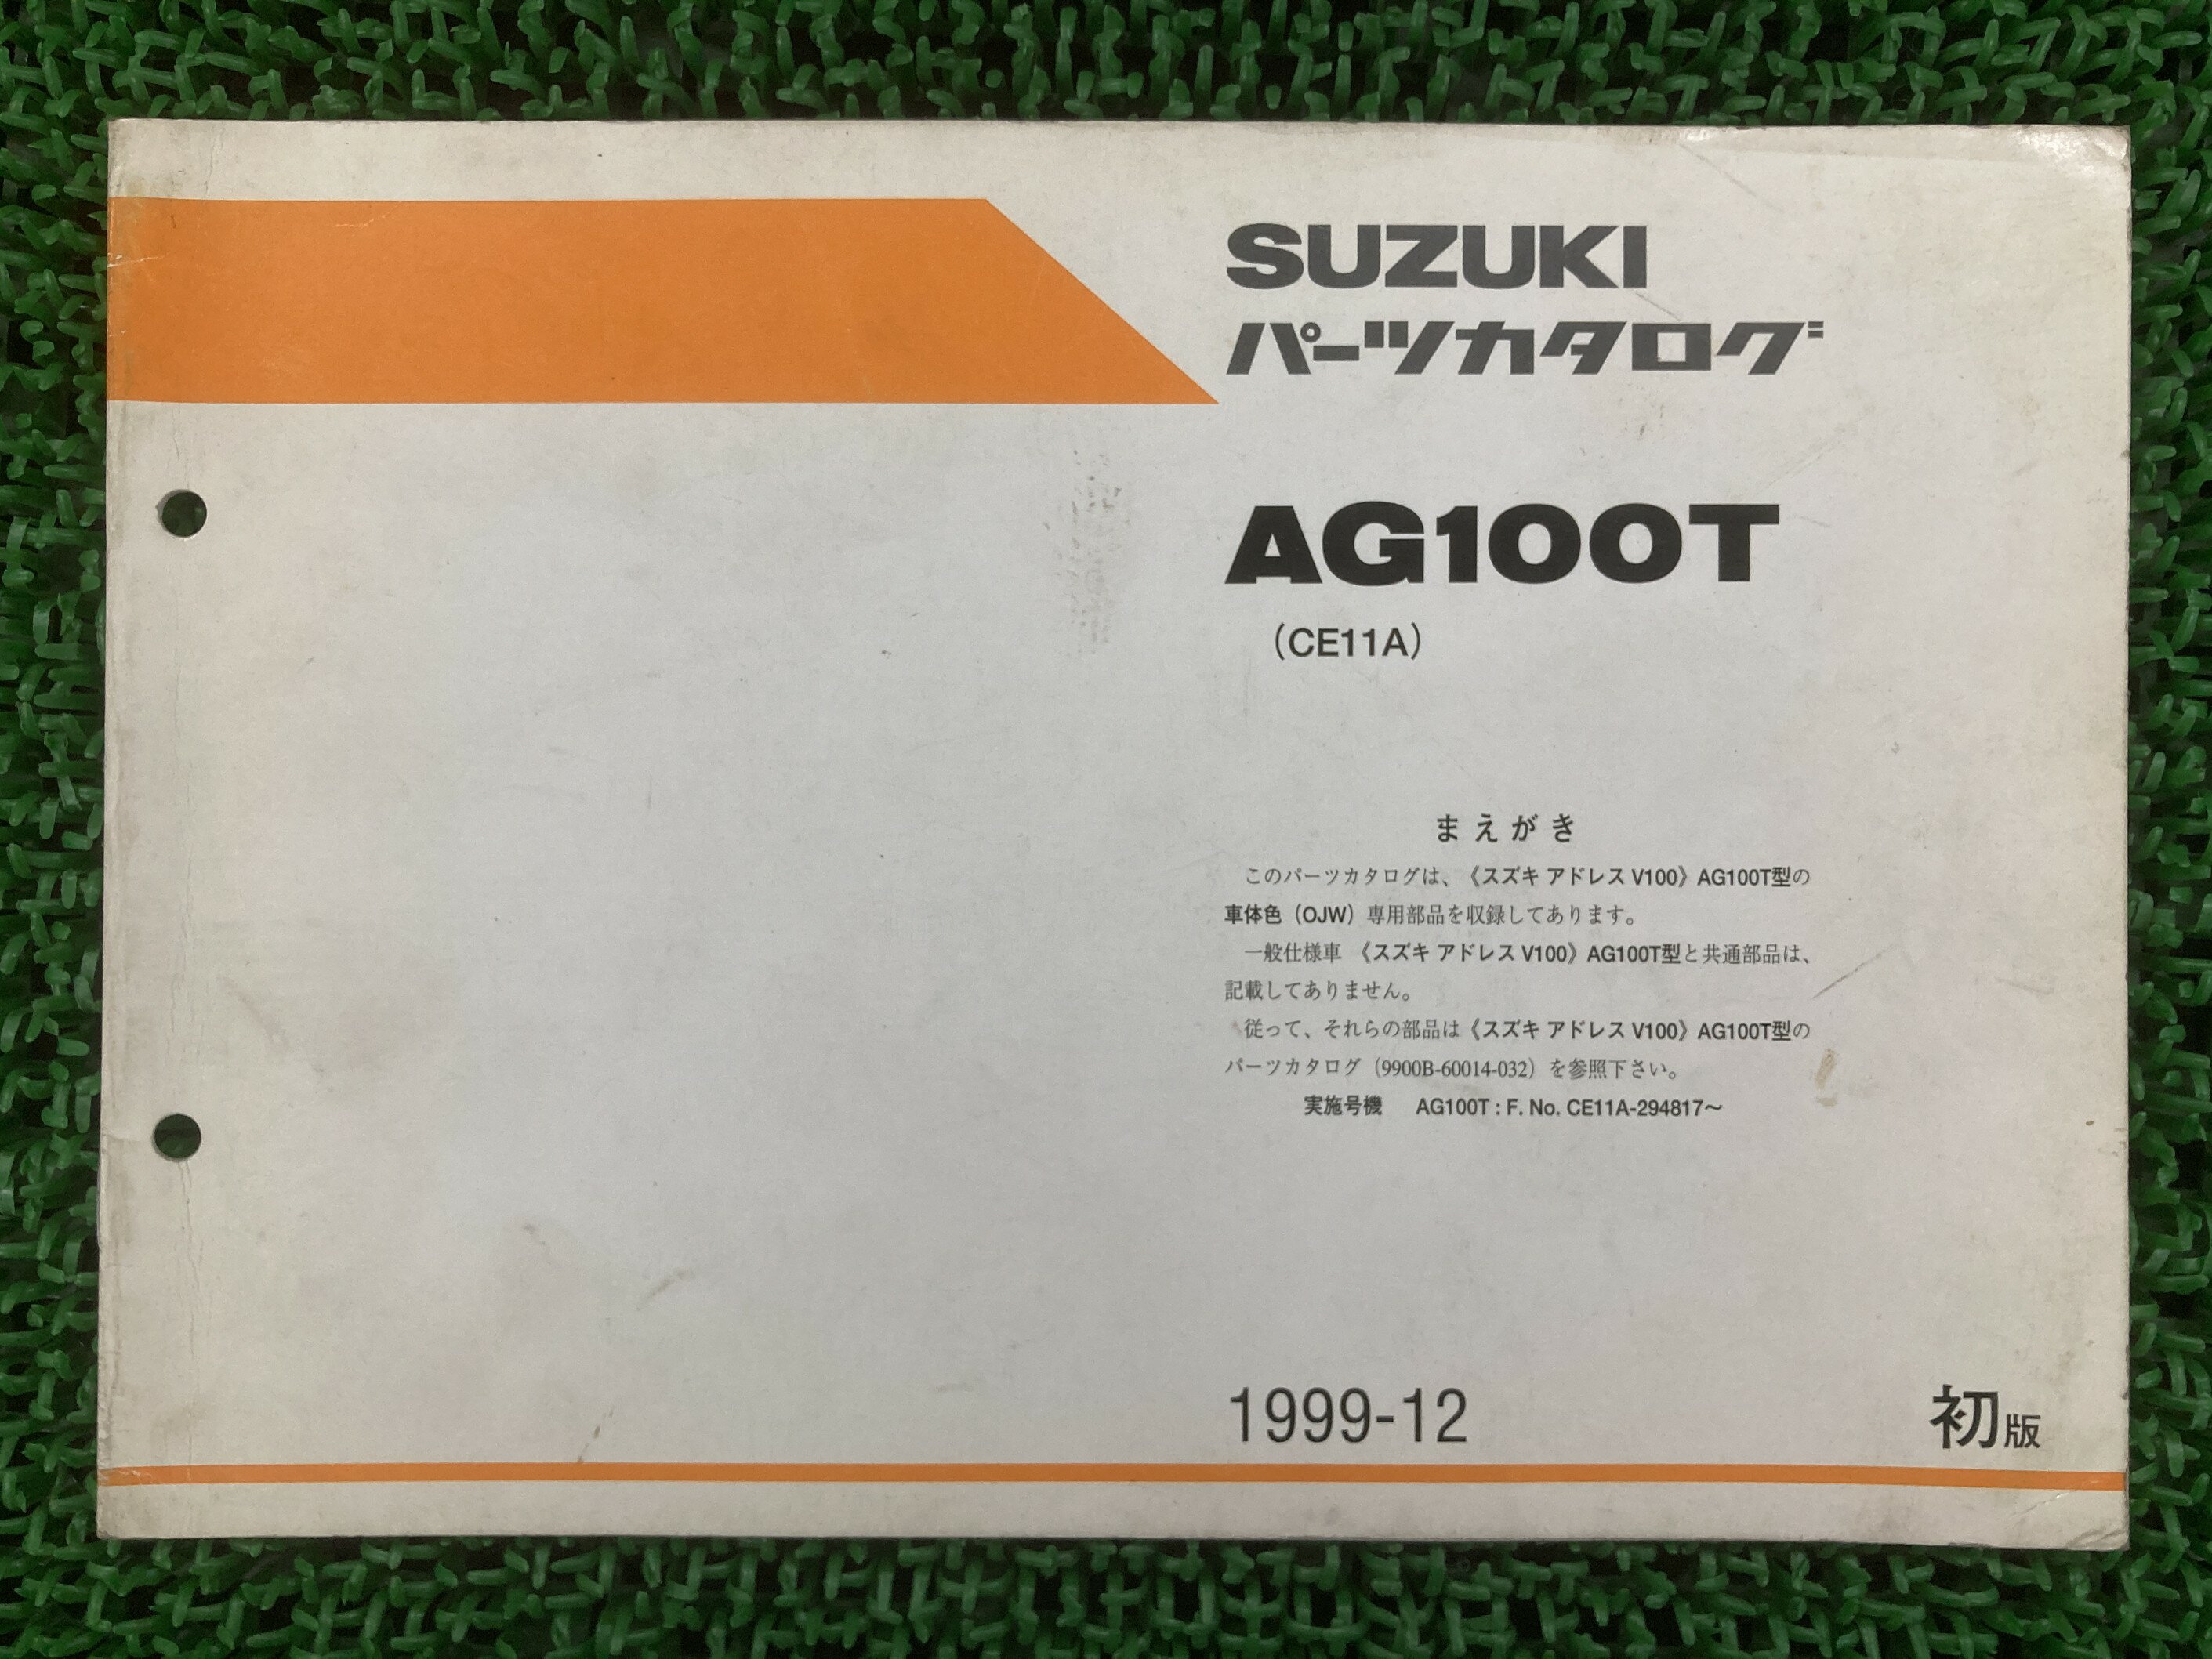 SUZUKI
パーツカタログ
AG100T
（CE11A）
まえがき
このパーツカタログは、《スズキ アドレス V100》AG100T型の
車体色（OJW）専用部品を収録してあります。
一般仕様車 《スズキ アドレス V100》AG100T型と共通部品は、
記載してありません。
従って、それらの部品は《スズキ アドレス V100》AG100T型の
パーツカタログ（9900B-60014-032）を参照下さい。
実施号機 AG100T : F. No. CE11A-294817～
1999-12
初版